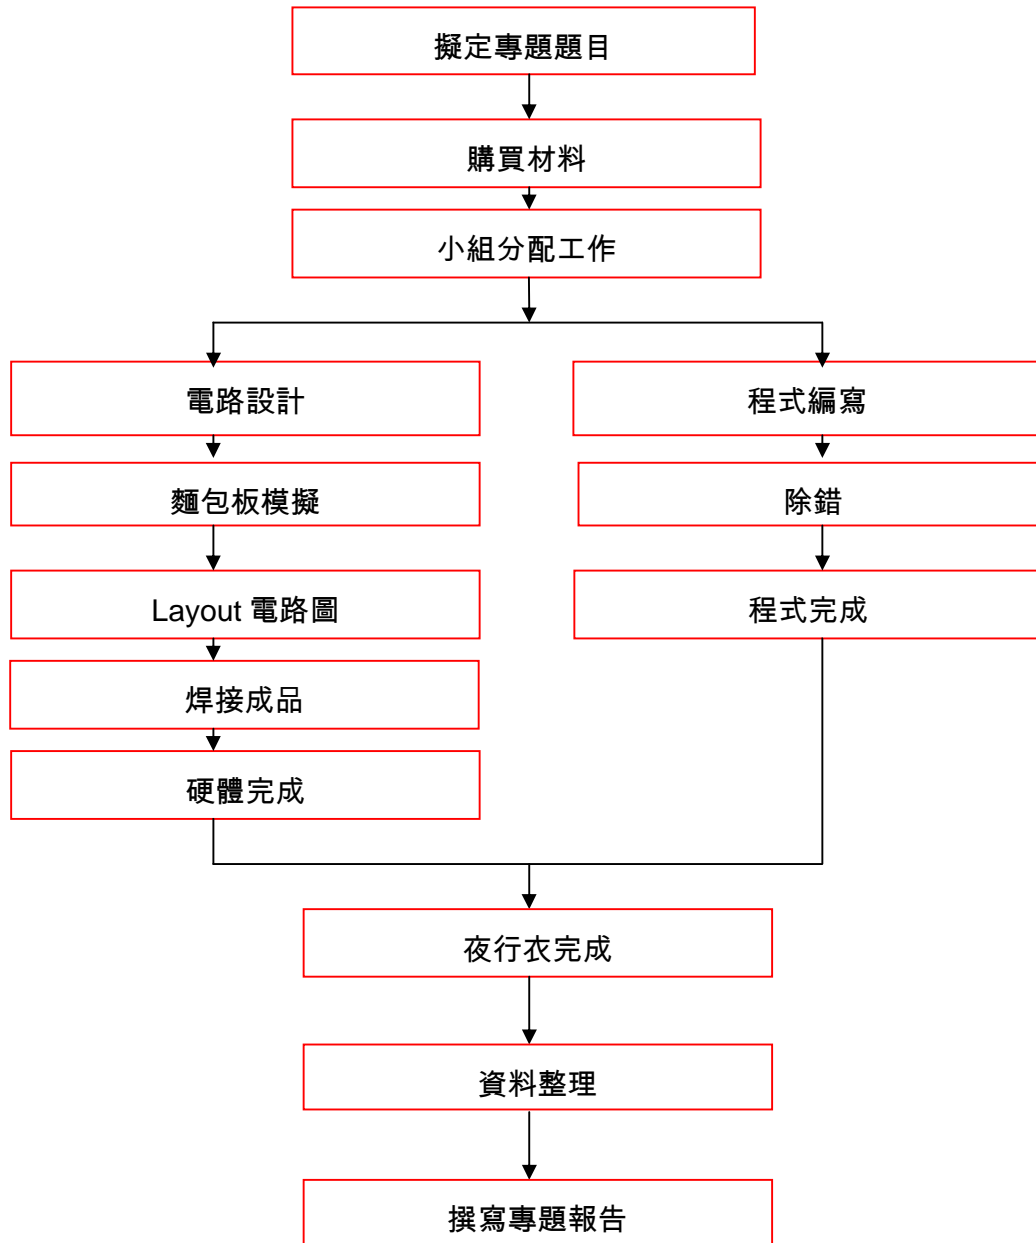 擬定專題題目
購買材料
小組分配工作
電路設計
程式編寫
麵包板模擬
除錯
Layout 電路圖
程式完成
焊接成品
硬體完成
夜行衣完成
資料整理
撰寫專題報告